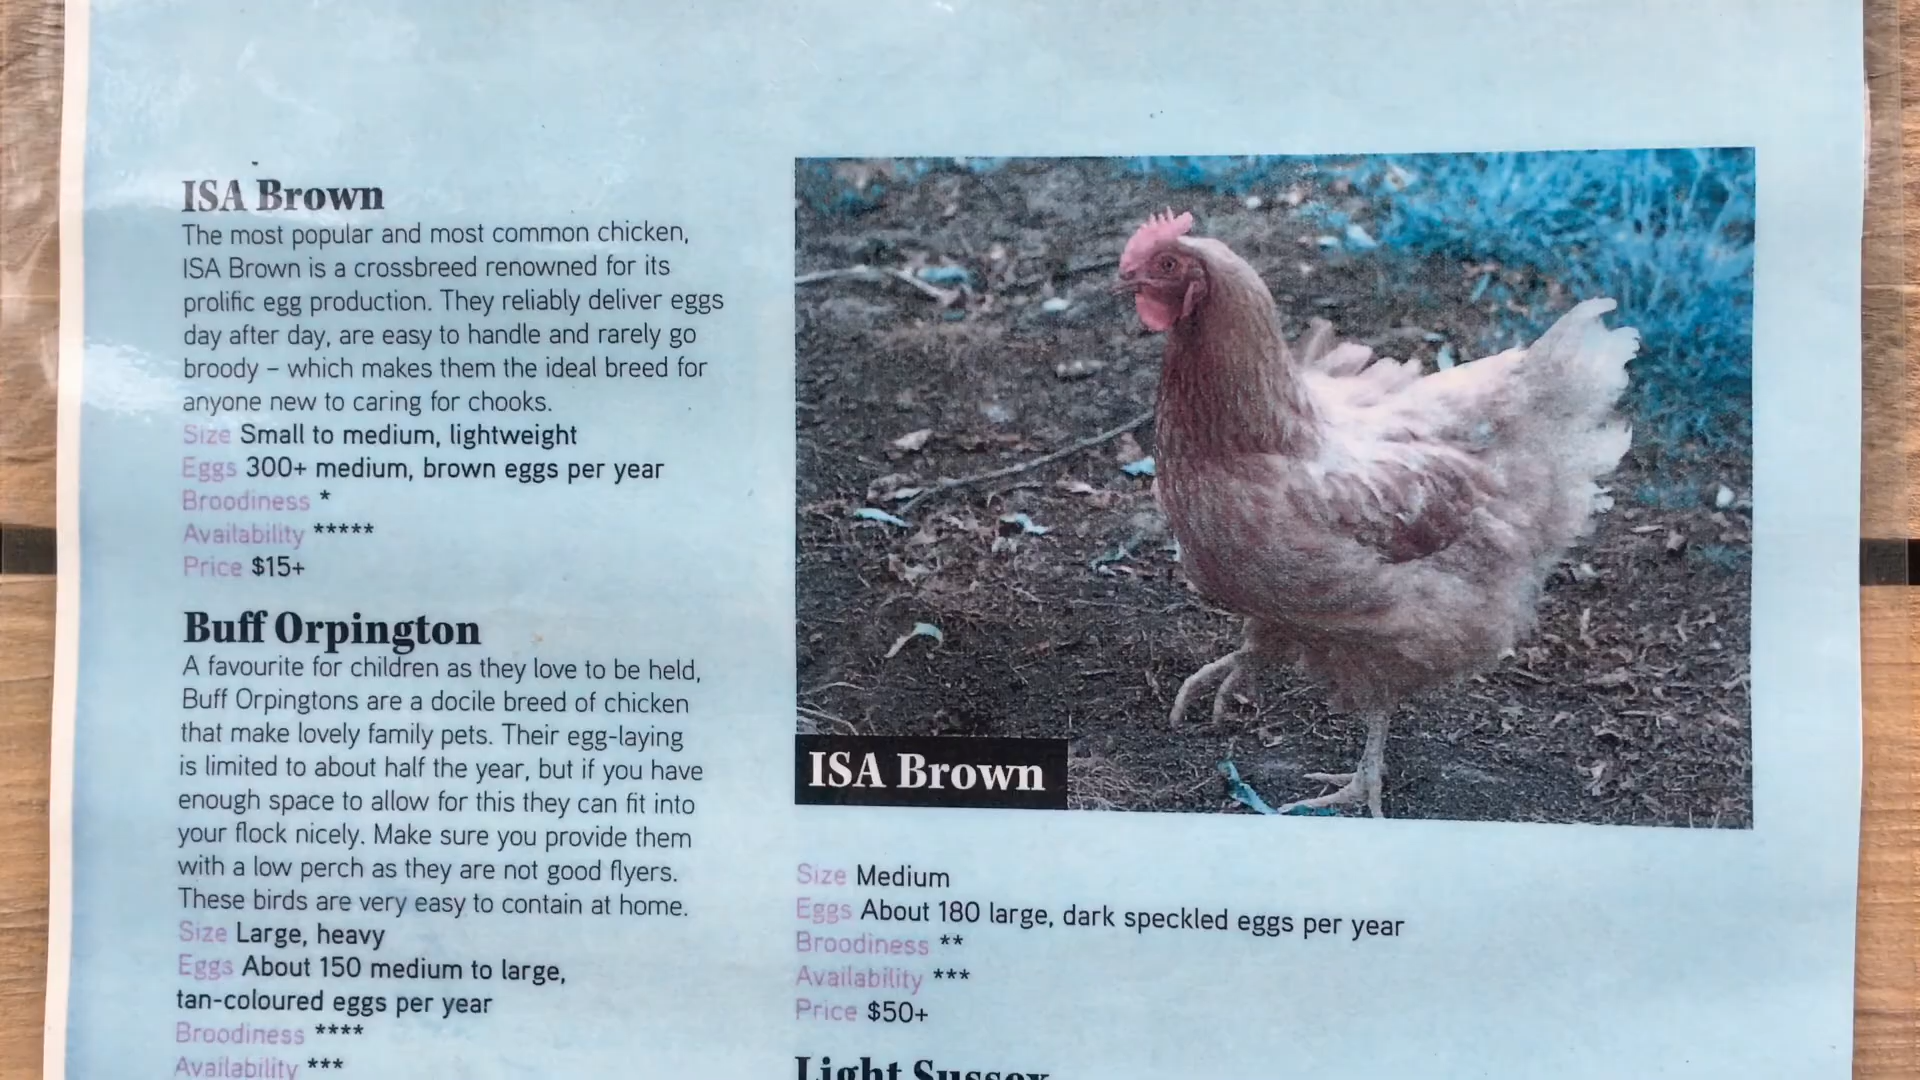 ISA Brown
The most popular and most common chicken,
ISA Brown is a crossbreed renowned for its
prolific egg production. They reliably deliver eggs
day after day, are easy to handle and rarely go
broody – which makes them the ideal breed for
anyone new to caring for chooks.
Size Small to medium, lightweight
Eggs 300+ medium, brown eggs per year
Broodiness *
Availability *****
Price $15+
Buff Orpington
A favourite for children as they love to be held,
Buff Orpingtons are a docile breed of chicken
that make lovely family pets. Their egg-laying
is limited to about half the year, but if you have
enough space to allow for this they can fit into
your flock nicely. Make sure you provide them
with a low perch as they are not good flyers.
These birds are very easy to contain at home.
Size Large, heavy
Eggs About 150 medium to large,
tan-coloured eggs per year
Broodiness ****
Availability ***
ISA Brown
Size Medium
Eggs About 180 large, dark speckled eggs per year
Broodiness **
Availability ***
Price $50+
Light Sussex